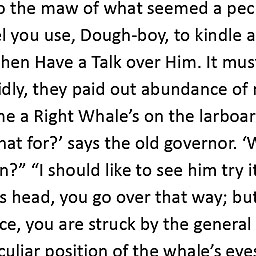 o the maw of what seemed a pec
l you use, Dough-boy, to kindle a
hen Have a Talk over Him. It mus
idly, they paid out abundance of
ne a Right Whale’s on the larboar
hat for?’ says the old governor. ‘W
n?” “I should like to see him try it
s head, you go over that way; but
ce, you are struck by the general
culiar position of the whale’s eyes